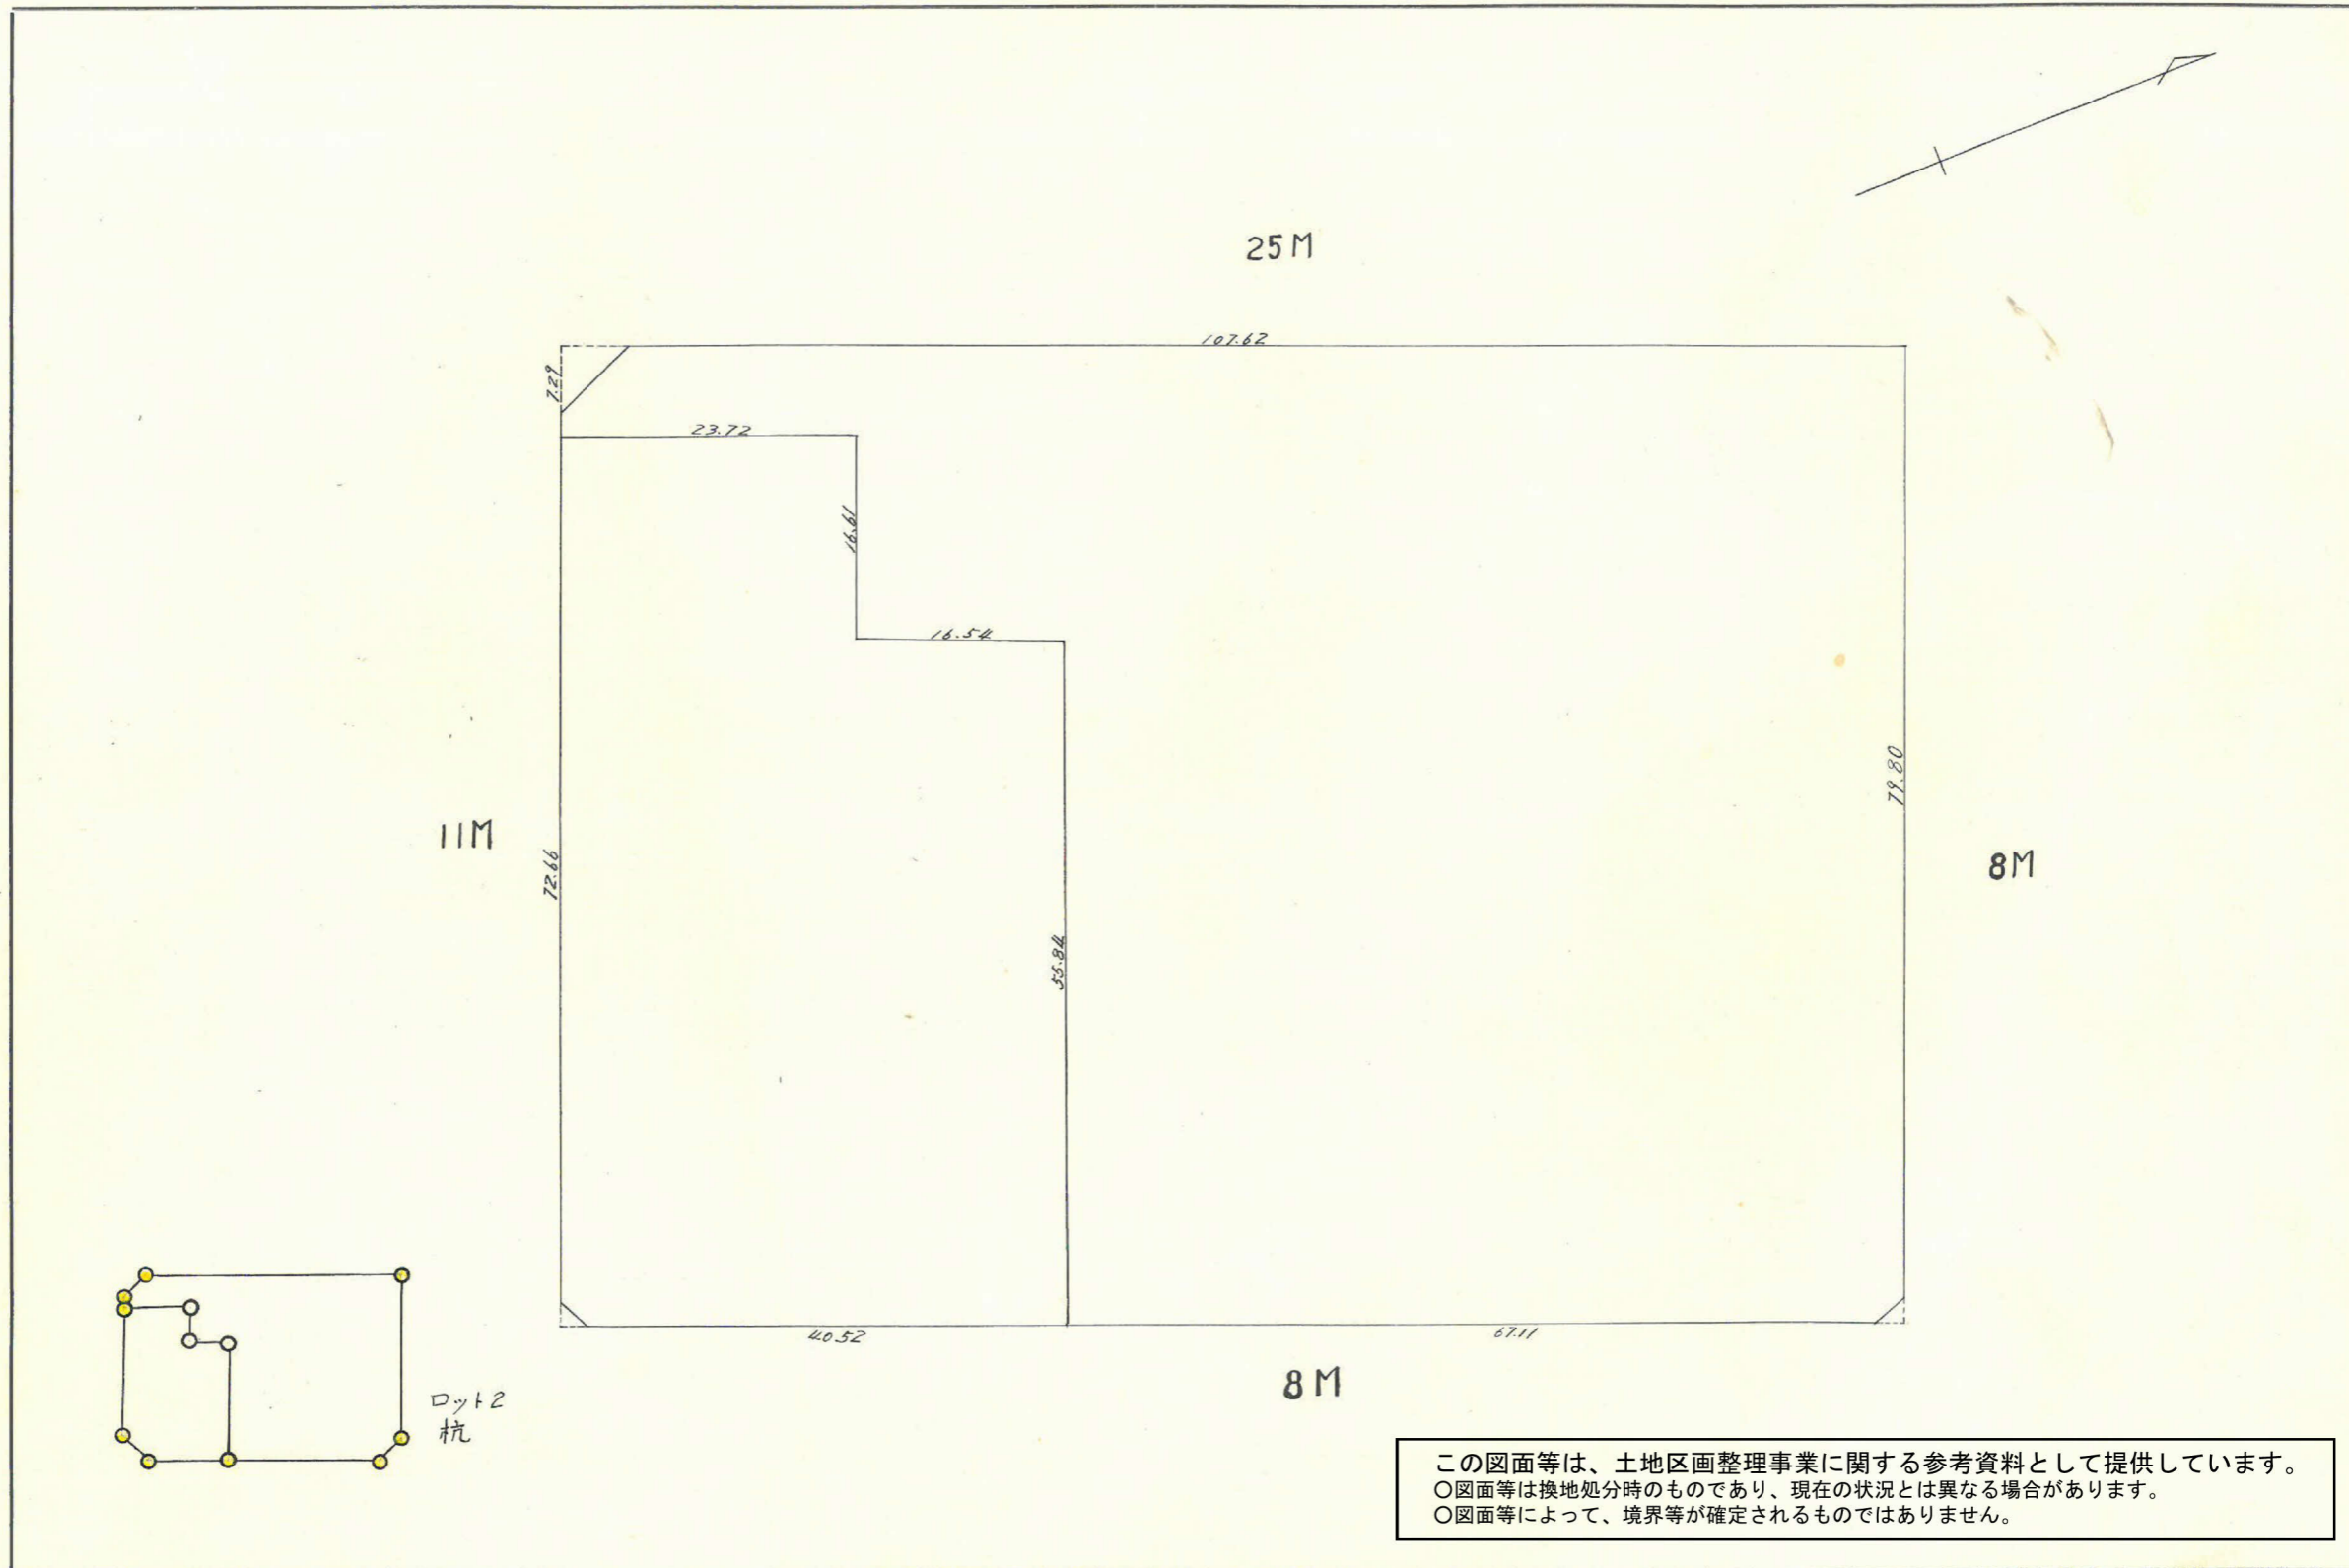 25M
107.62
7.29
23.72
16.61
16.54
79.80
11M
72.66
8M
55.84
40.52
67.11
8M
ロット2
杭
この図面等は、土地区画整理事業に関する参考資料として提供しています。
○図面等は換地処分時のものであり、現在の状況とは異なる場合があります。
○図面等によって、境界等が確定されるものではありません。